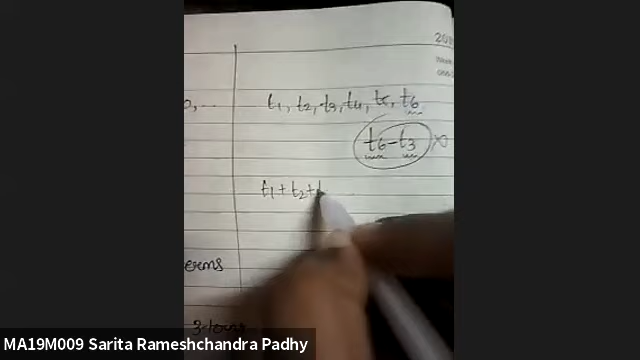 t1, t2, t3, t4, t5, t6
t6-t3
t1+t2+
erms
MA19M009 Sarita Rameshchandra Padhy